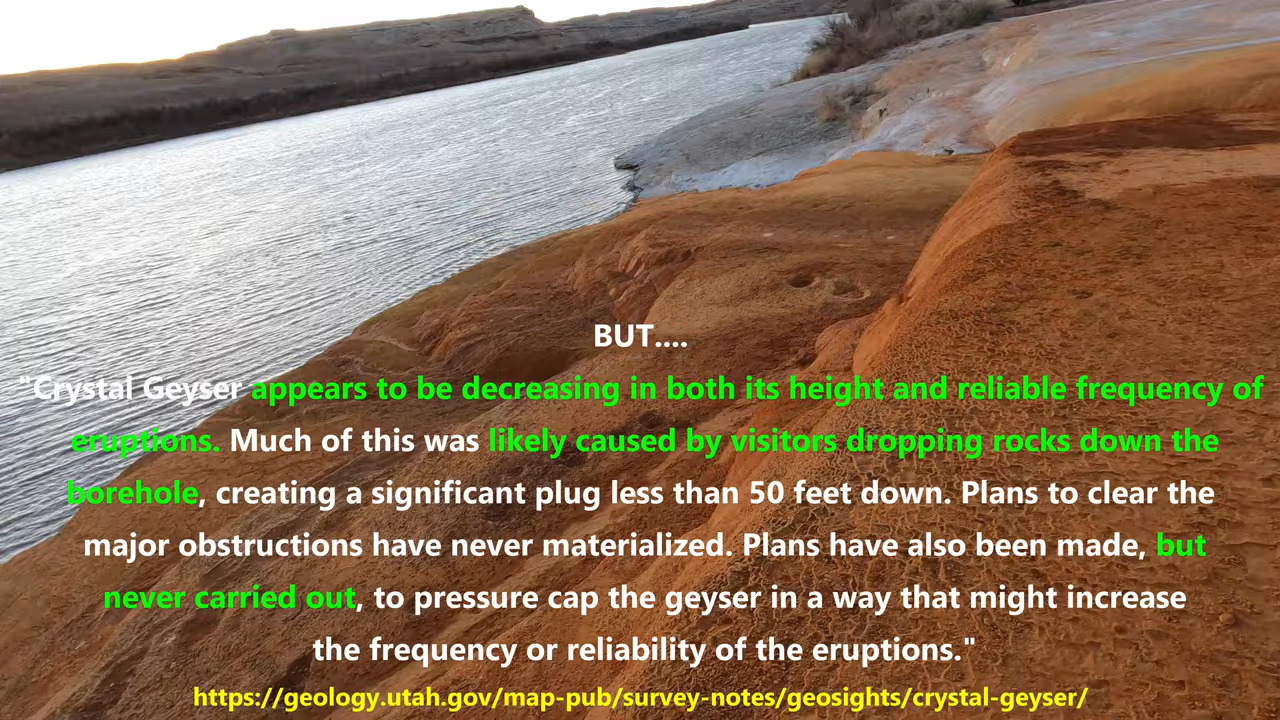 BUT....
"Crystal Geyser appears to be decreasing in both its height and reliable frequency of
eruptions. Much of this was likely caused by visitors dropping rocks down the
borehole, creating a significant plug less than 50 feet down. Plans to clear the
major obstructions have never materialized. Plans have also been made, but
never carried out, to pressure cap the geyser in a way that might increase
the frequency or reliability of the eruptions."
https://geology.utah.gov/map-pub/survey-notes/geosights/crystal-geyser/